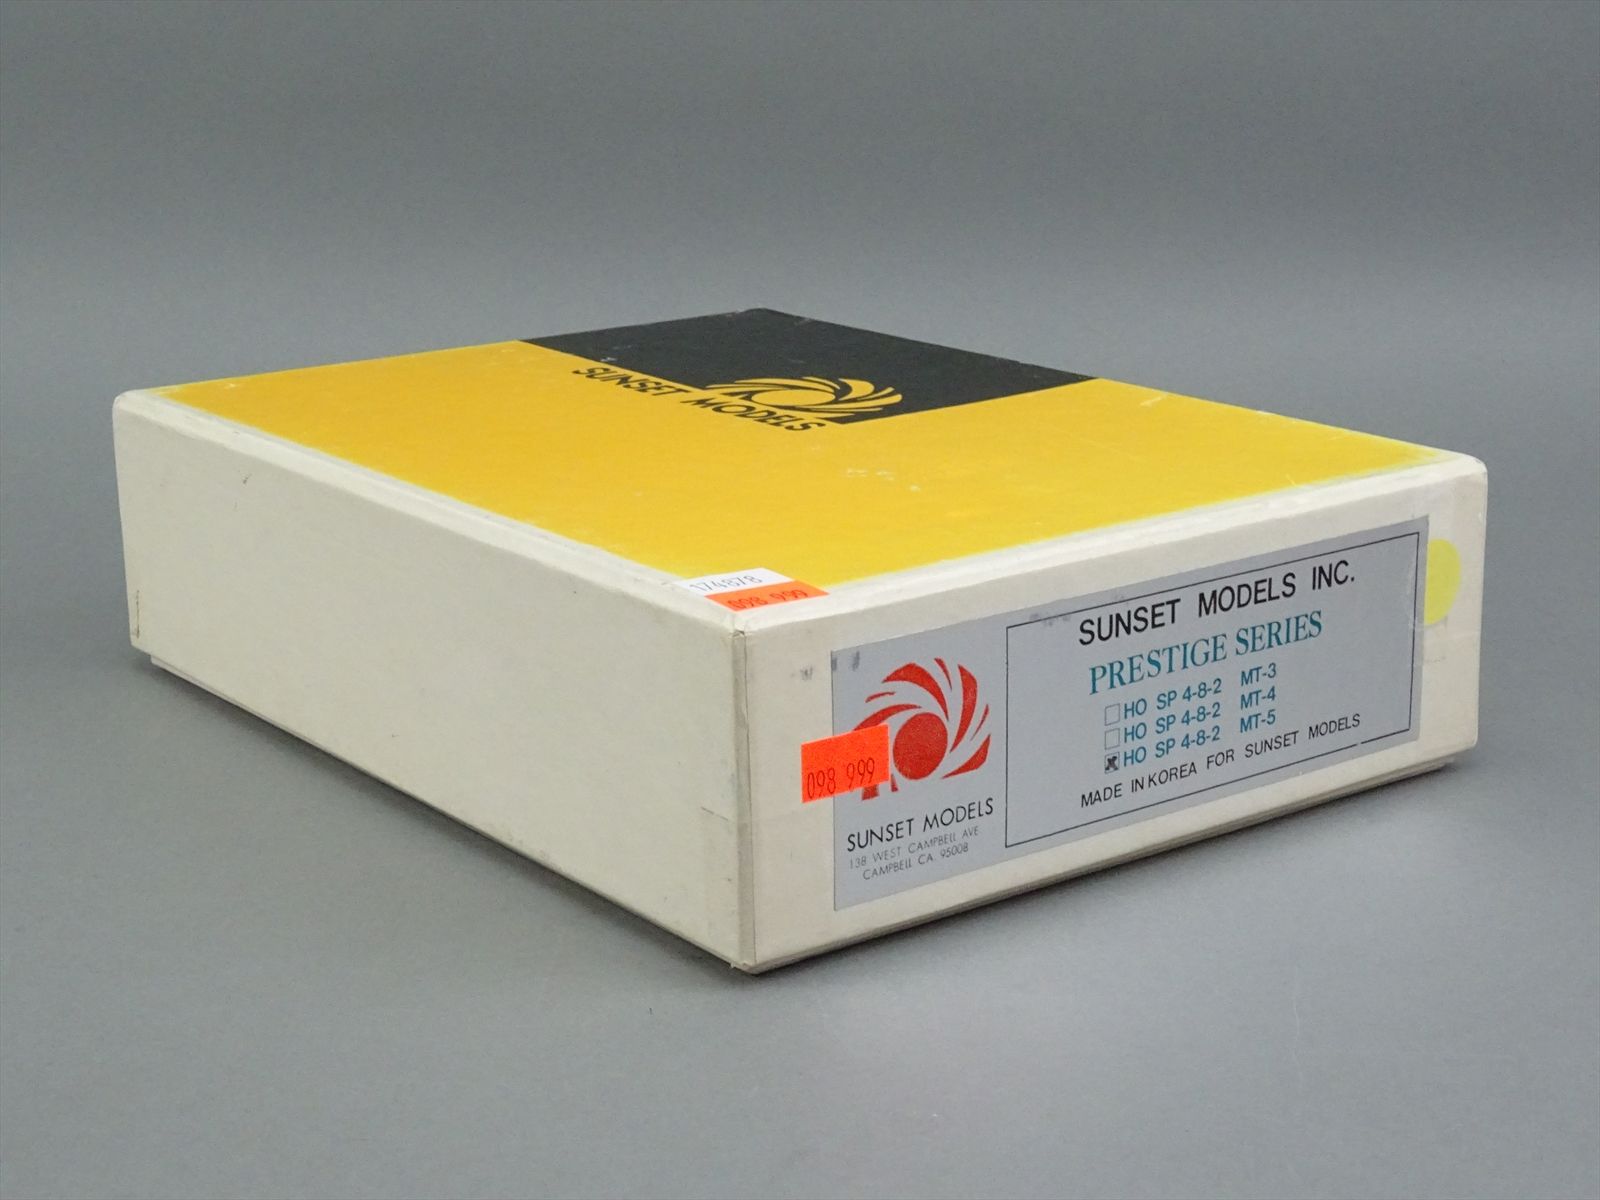 SUNSET MODELS
174878
098 999
SUNSET MODELS INC.
PRESTIGE SERIES
HO SP 4-8-2 MT-3
HO SP 4-8-2 MT-4
HO SP 4-8-2 MT-5
MADE IN KOREA FOR SUNSET MODELS
098 999
SUNSET MODELS
138 WEST CAMPBELL AVE
CAMPBELL CA. 95008